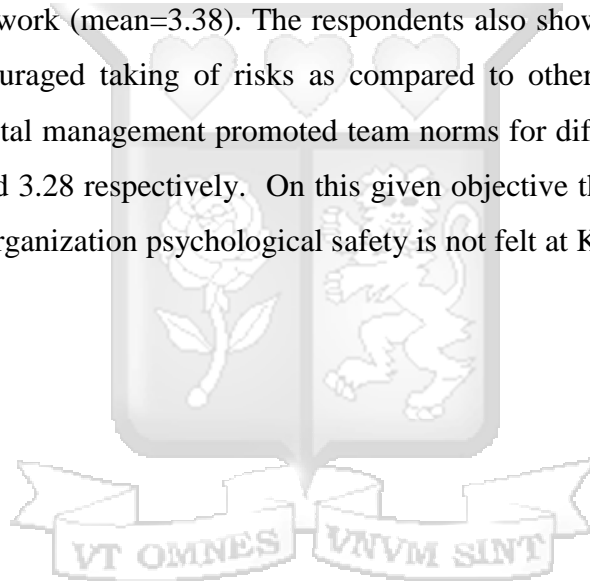 work (mean=3.38). The respondents also show
ouraged taking of risks as compared to other
tal management promoted team norms for diff
d 3.28 respectively. On this given objective th
rganization psychological safety is not felt at K
VT OMNES VNVM SINT